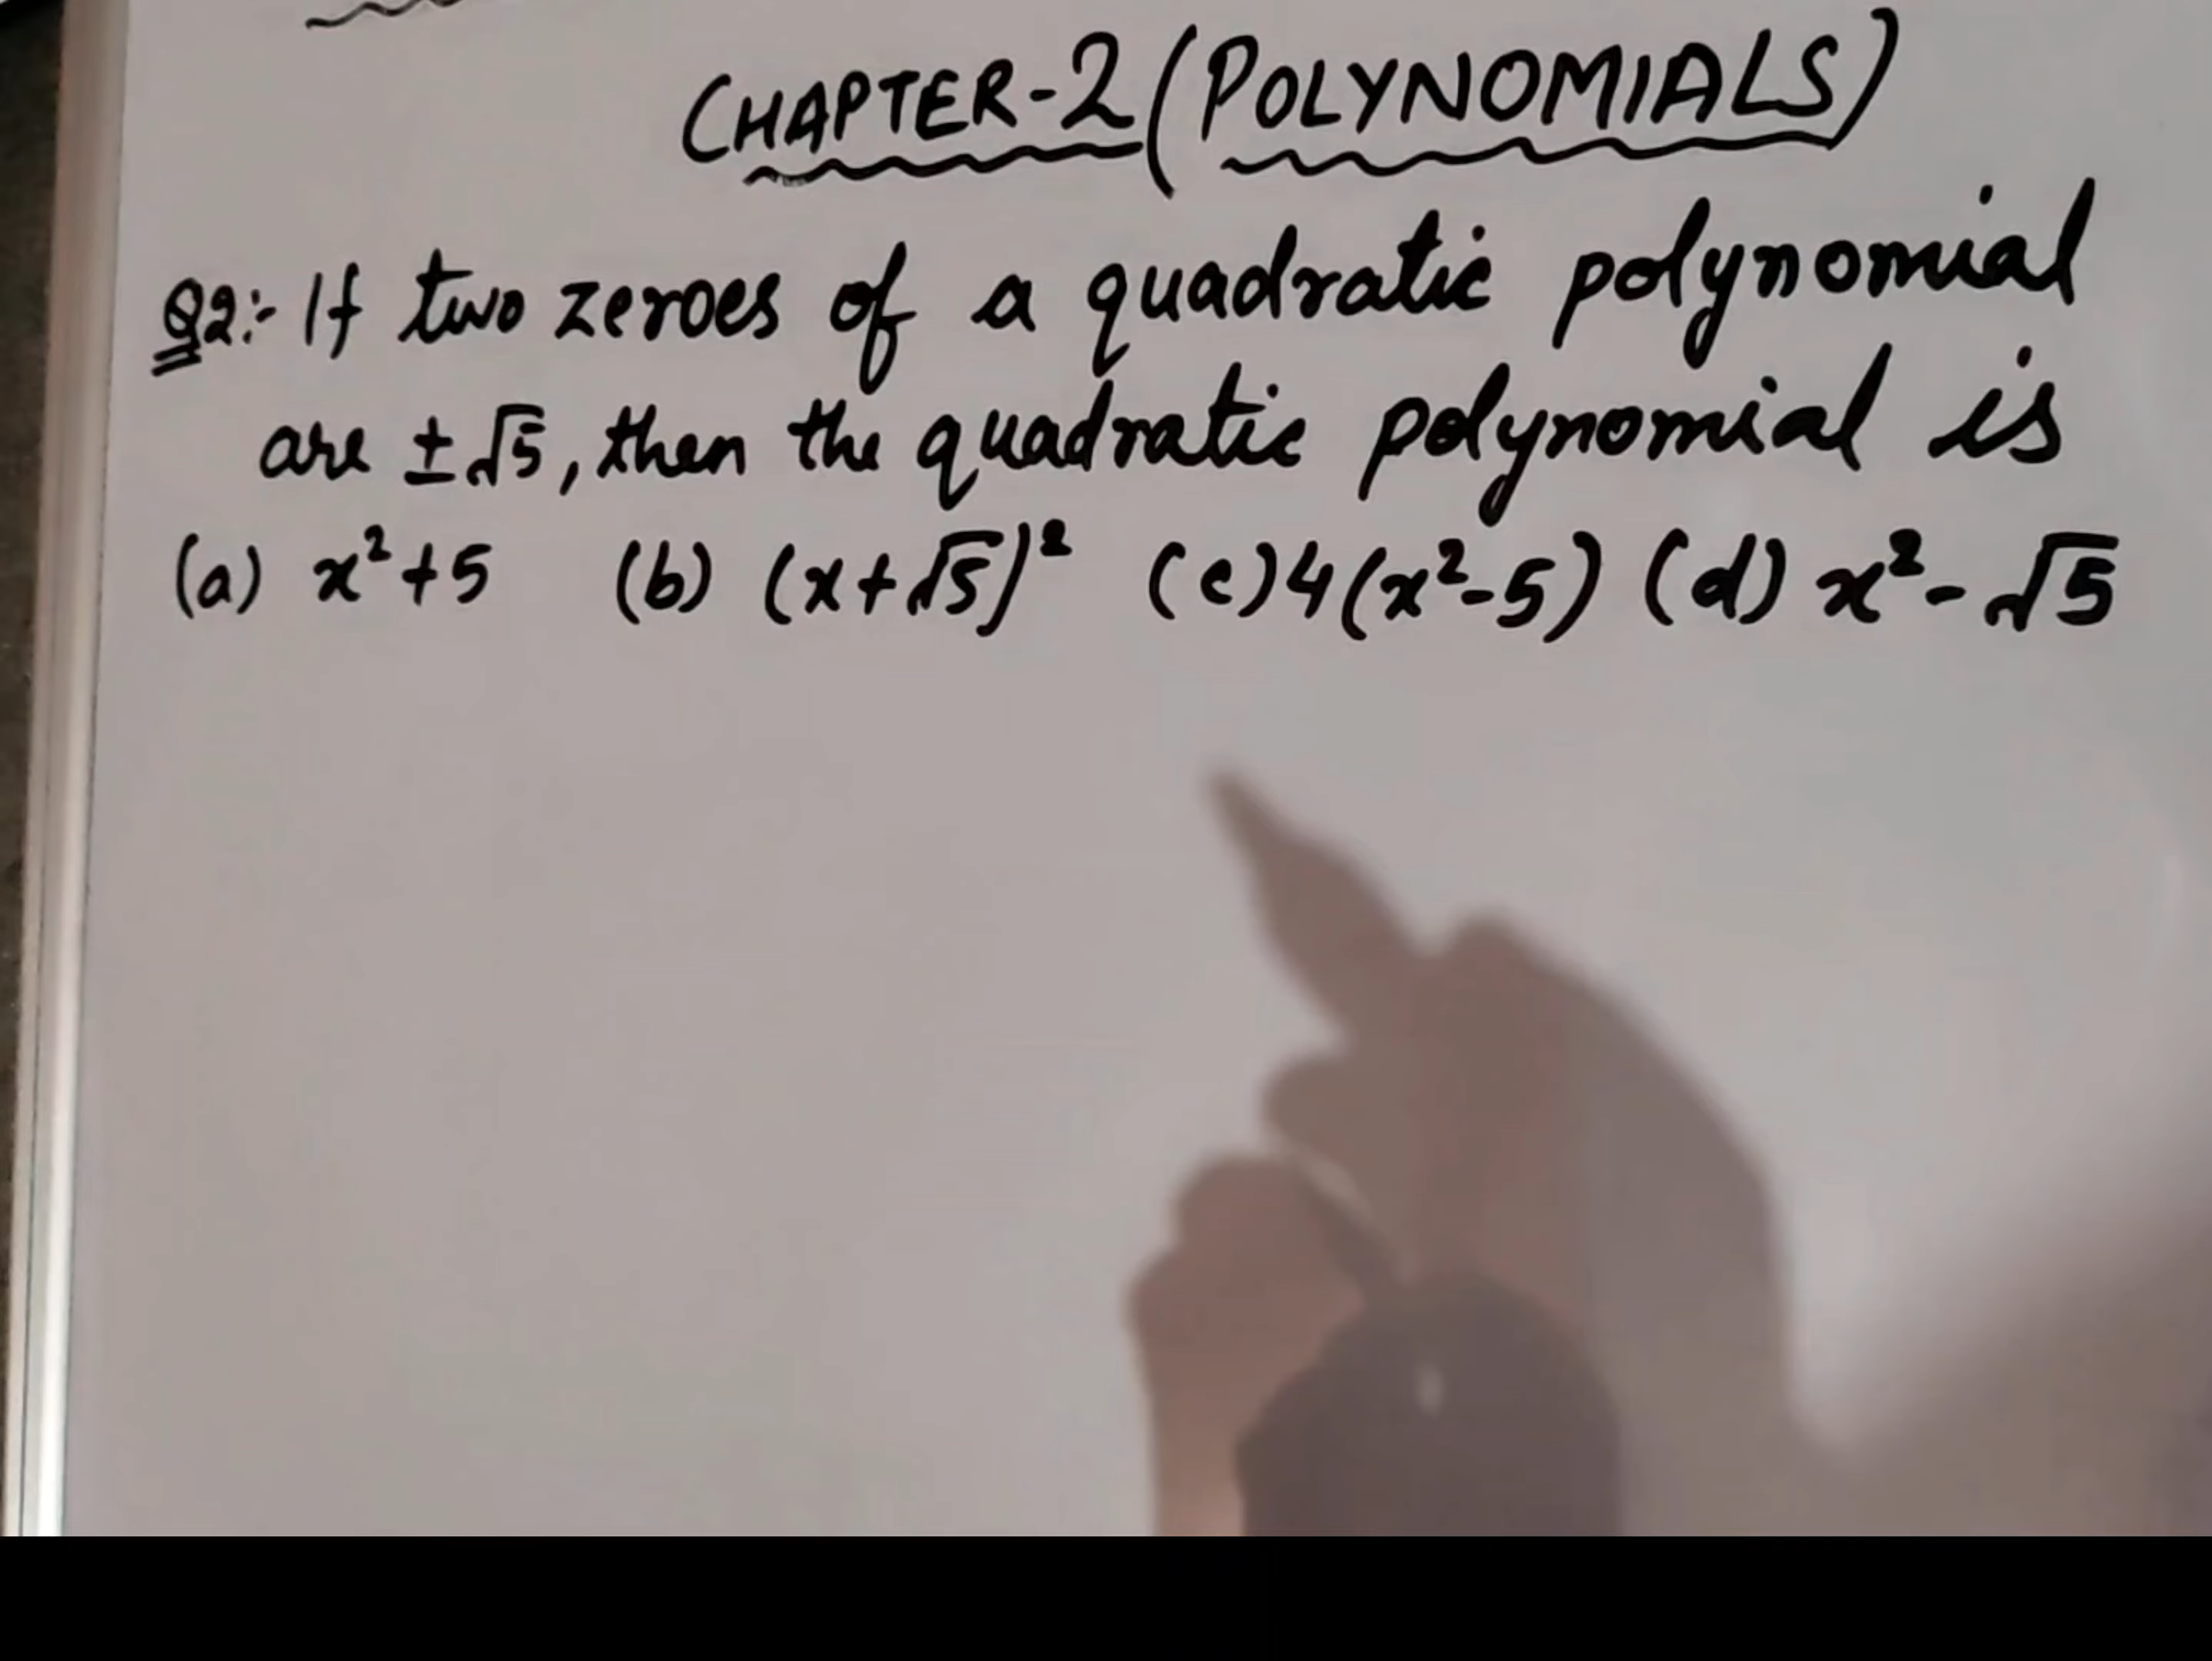 CHAPTER-2 (POLYNOMIALS)
Q2:- If two zeroes of a quadratic polynomial
are ±√5, then the quadratic polynomial is
(a) x²+5 (b) (x+√5)² (c) 4(x²-5) (d) x²-√5